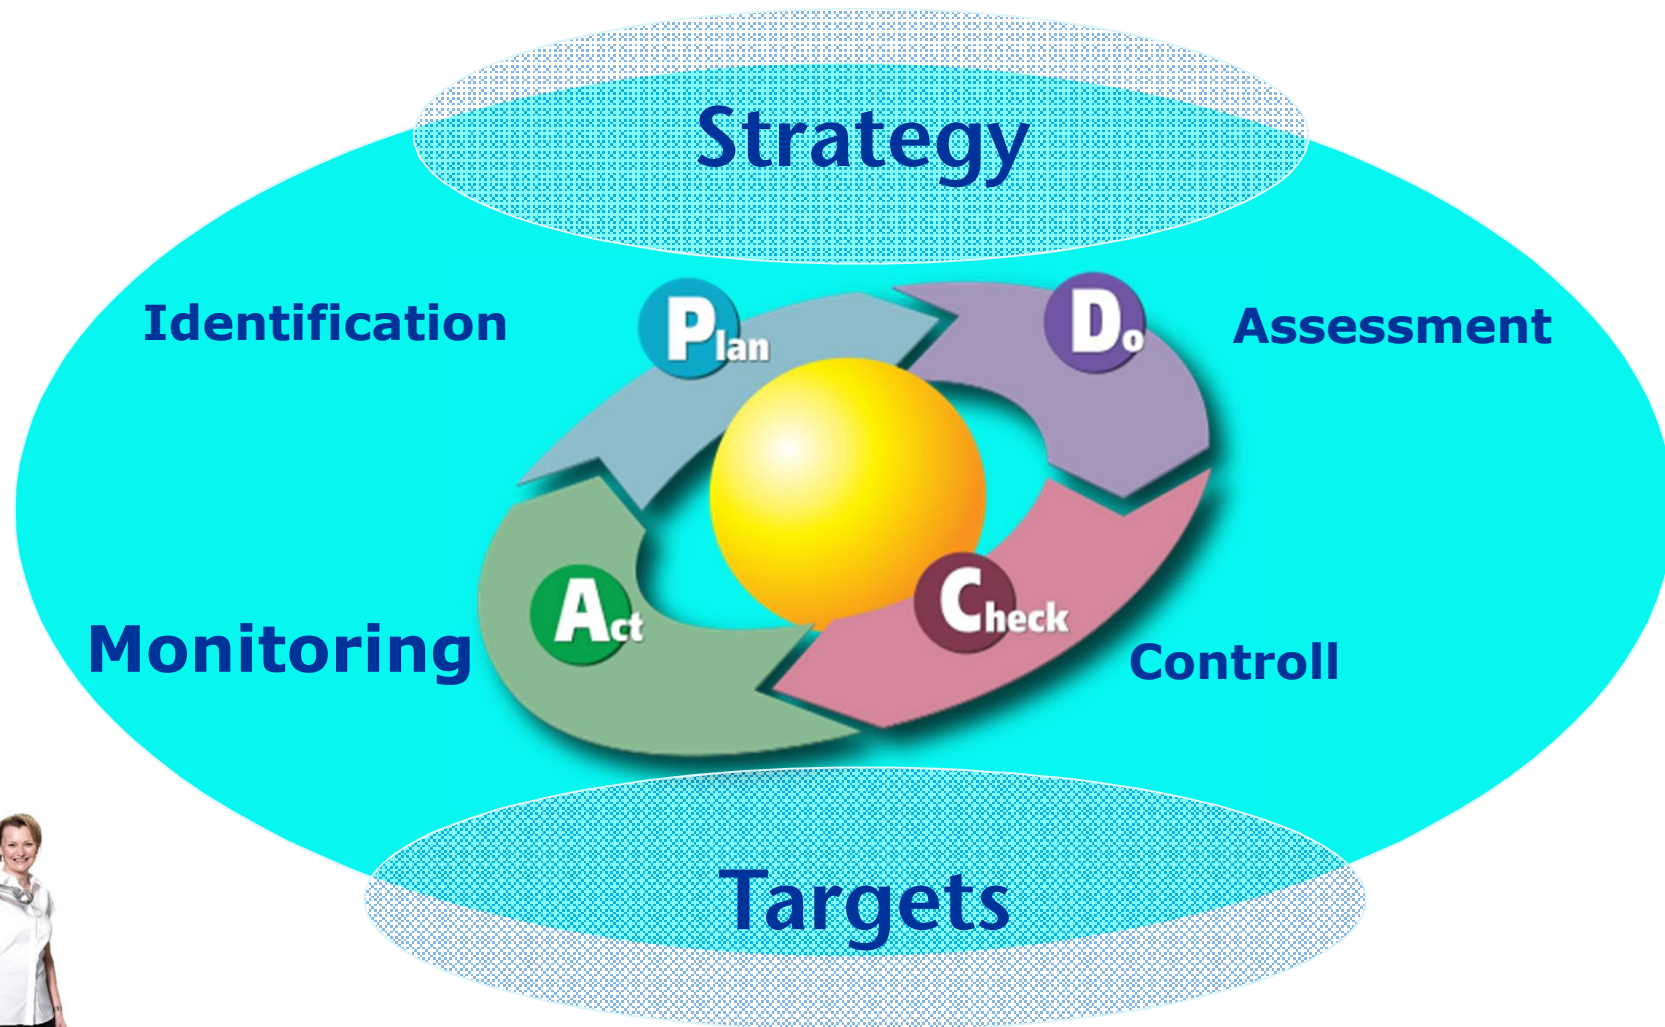 Strategy
Identification
Plan
Do
Assessment
Monitoring
Act
Check
Controll
Targets